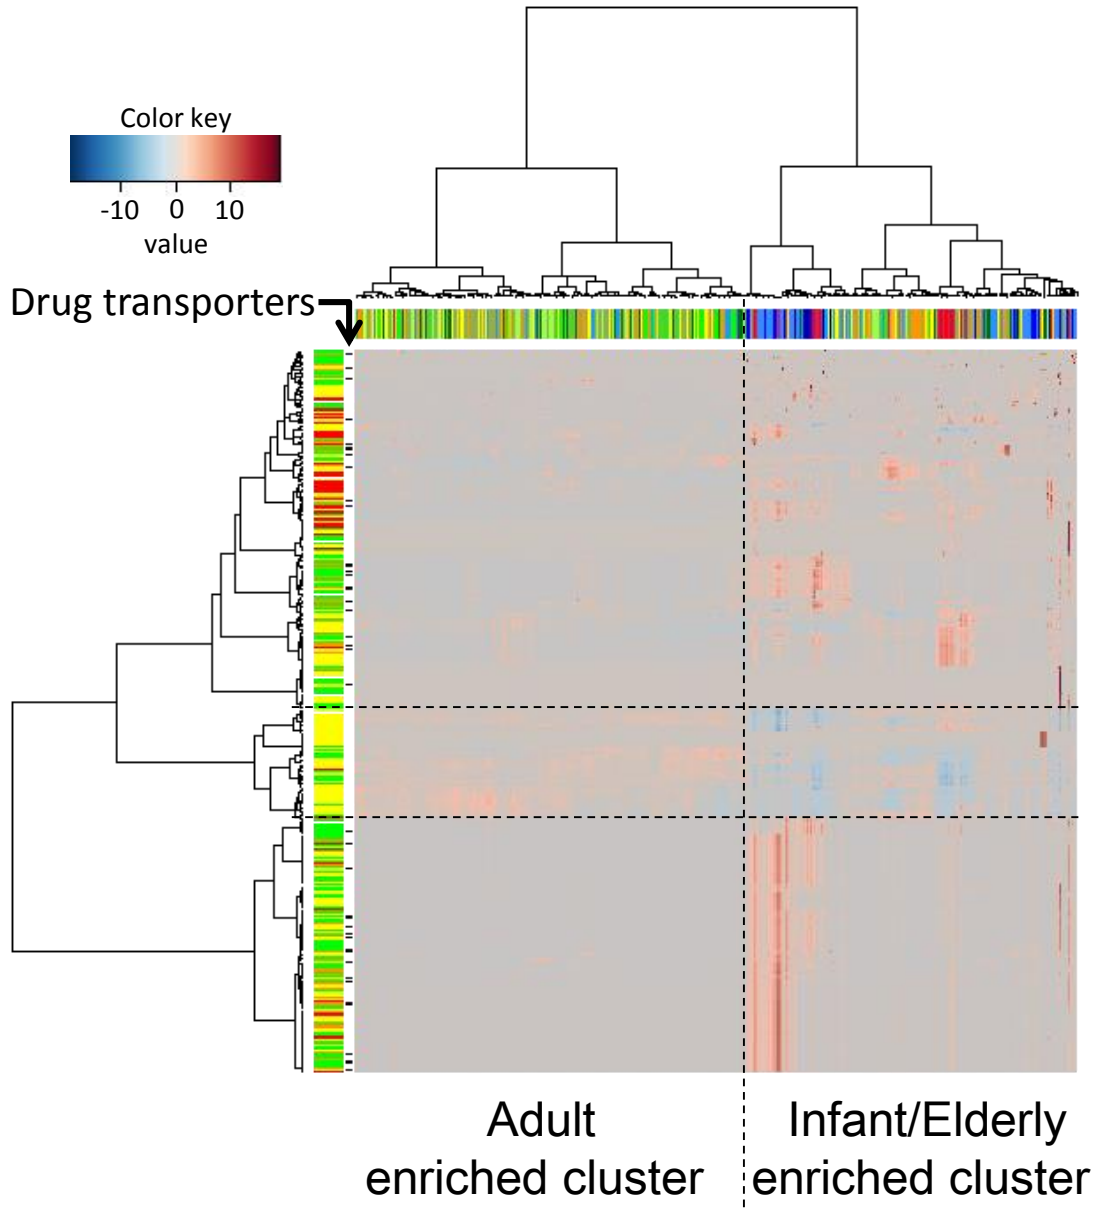 Color key
-10 0 10
value
Drug transporters
Adult
enriched cluster
Infant/Elderly
enriched cluster